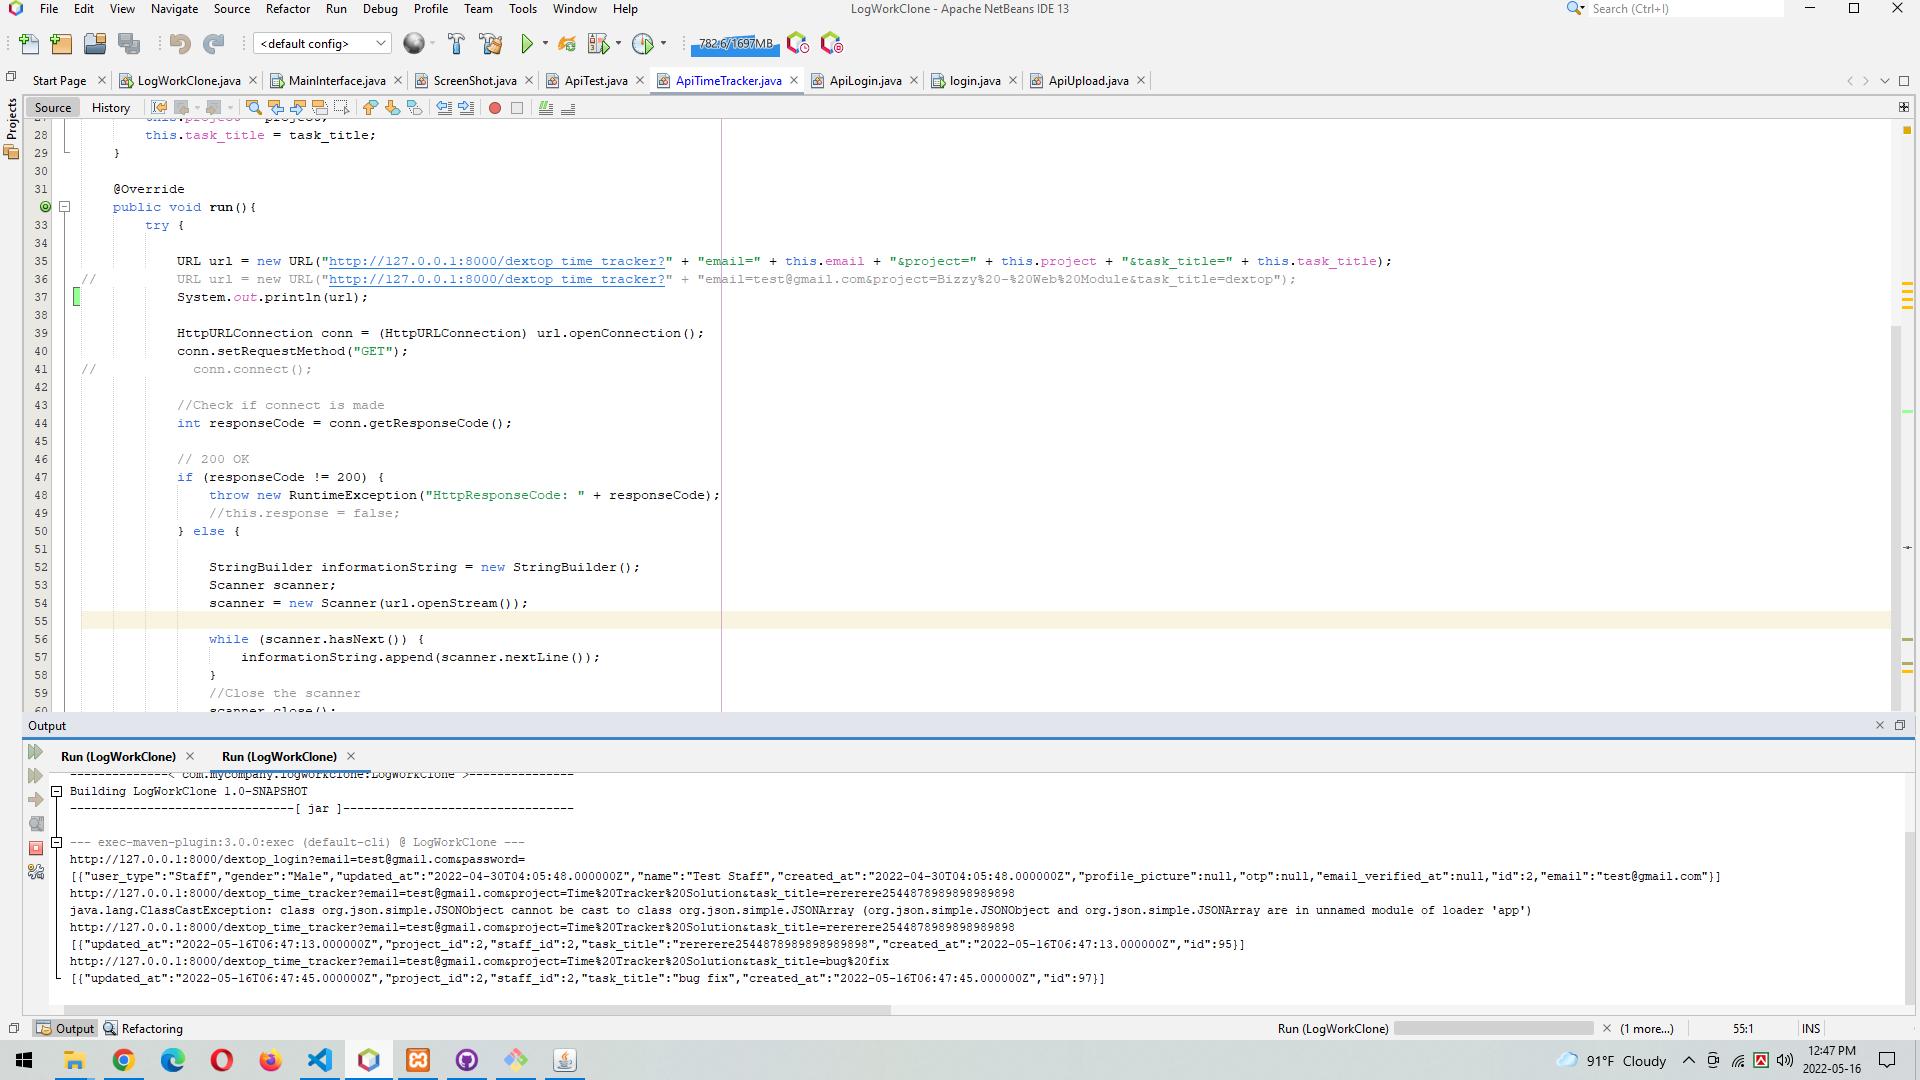 File Edit View Navigate Source Refactor Run Debug Profile Team Tools Window Help
LogWorkClone - Apache NetBeans IDE 13
Search (Ctrl+I)
<default config>
782.6/1697MB
Start Page
LogWorkClone.java
MainInterface.java
ScreenShot.java
ApiTest.java
ApiTimeTracker.java
ApiLogin.java
login.java
ApiUpload.java
Projects
Source History
28 this.task_title = task_title;
29 }
30
31 @Override
public void run(){
33 try {
34
35 URL url = new URL("http://127.0.0.1:8000/dextop_time_tracker?" + "email=" + this.email + "&project=" + this.project + "&task_title=" + this.task_title);
36 // URL url = new URL("http://127.0.0.1:8000/dextop_time_tracker?" + "email=test@gmail.com&project=Bizzy%20-%20Web%20Module&task_title=dextop");
37 System.out.println(url);
38
39 HttpURLConnection conn = (HttpURLConnection) url.openConnection();
40 conn.setRequestMethod("GET");
41 // conn.connect();
42
43 //Check if connect is made
44 int responseCode = conn.getResponseCode();
45
46 // 200 OK
47 if (responseCode != 200) {
48 throw new RuntimeException("HttpResponseCode: " + responseCode);
49 //this.response = false;
50 } else {
51
52 StringBuilder informationString = new StringBuilder();
53 Scanner scanner;
54 scanner = new Scanner(url.openStream());
55
56 while (scanner.hasNext()) {
57 informationString.append(scanner.nextLine());
58 }
59 //Close the scanner
60 scanner.close();
Output
Run (LogWorkClone)
Run (LogWorkClone)
--------------< com.mycompany:LogWorkClone >---------------
Building LogWorkClone 1.0-SNAPSHOT
--------------------------------[ jar ]---------------------------------
--- exec-maven-plugin:3.0.0:exec (default-cli) @ LogWorkClone ---
http://127.0.0.1:8000/dextop_login?email=test@gmail.com&password=
[{"user_type":"Staff","gender":"Male","updated_at":"2022-04-30T04:05:48.000000Z","name":"Test Staff","created_at":"2022-04-30T04:05:48.000000Z","profile_picture":null,"otp":null,"email_verified_at":null,"id":2,"email":"test@gmail.com"}]
http://127.0.0.1:8000/dextop_time_tracker?email=test@gmail.com&project=Time%20Tracker%20Solution&task_title=rererere2544878989898989898
java.lang.ClassCastException: class org.json.simple.JSONObject cannot be cast to class org.json.simple.JSONArray (org.json.simple.JSONObject and org.json.simple.JSONArray are in unnamed module of loader 'app')
http://127.0.0.1:8000/dextop_time_tracker?email=test@gmail.com&project=Time%20Tracker%20Solution&task_title=rererere2544878989898989898
[{"updated_at":"2022-05-16T06:47:13.000000Z","project_id":2,"staff_id":2,"task_title":"rererere2544878989898989898","created_at":"2022-05-16T06:47:13.000000Z","id":95}]
http://127.0.0.1:8000/dextop_time_tracker?email=test@gmail.com&project=Time%20Tracker%20Solution&task_title=bug%20fix
[{"updated_at":"2022-05-16T06:47:45.000000Z","project_id":2,"staff_id":2,"task_title":"bug fix","created_at":"2022-05-16T06:47:45.000000Z","id":97}]
Output Refactoring
Run (LogWorkClone)
(1 more...)
55:1
INS
91°F Cloudy
12:47 PM
2022-05-16